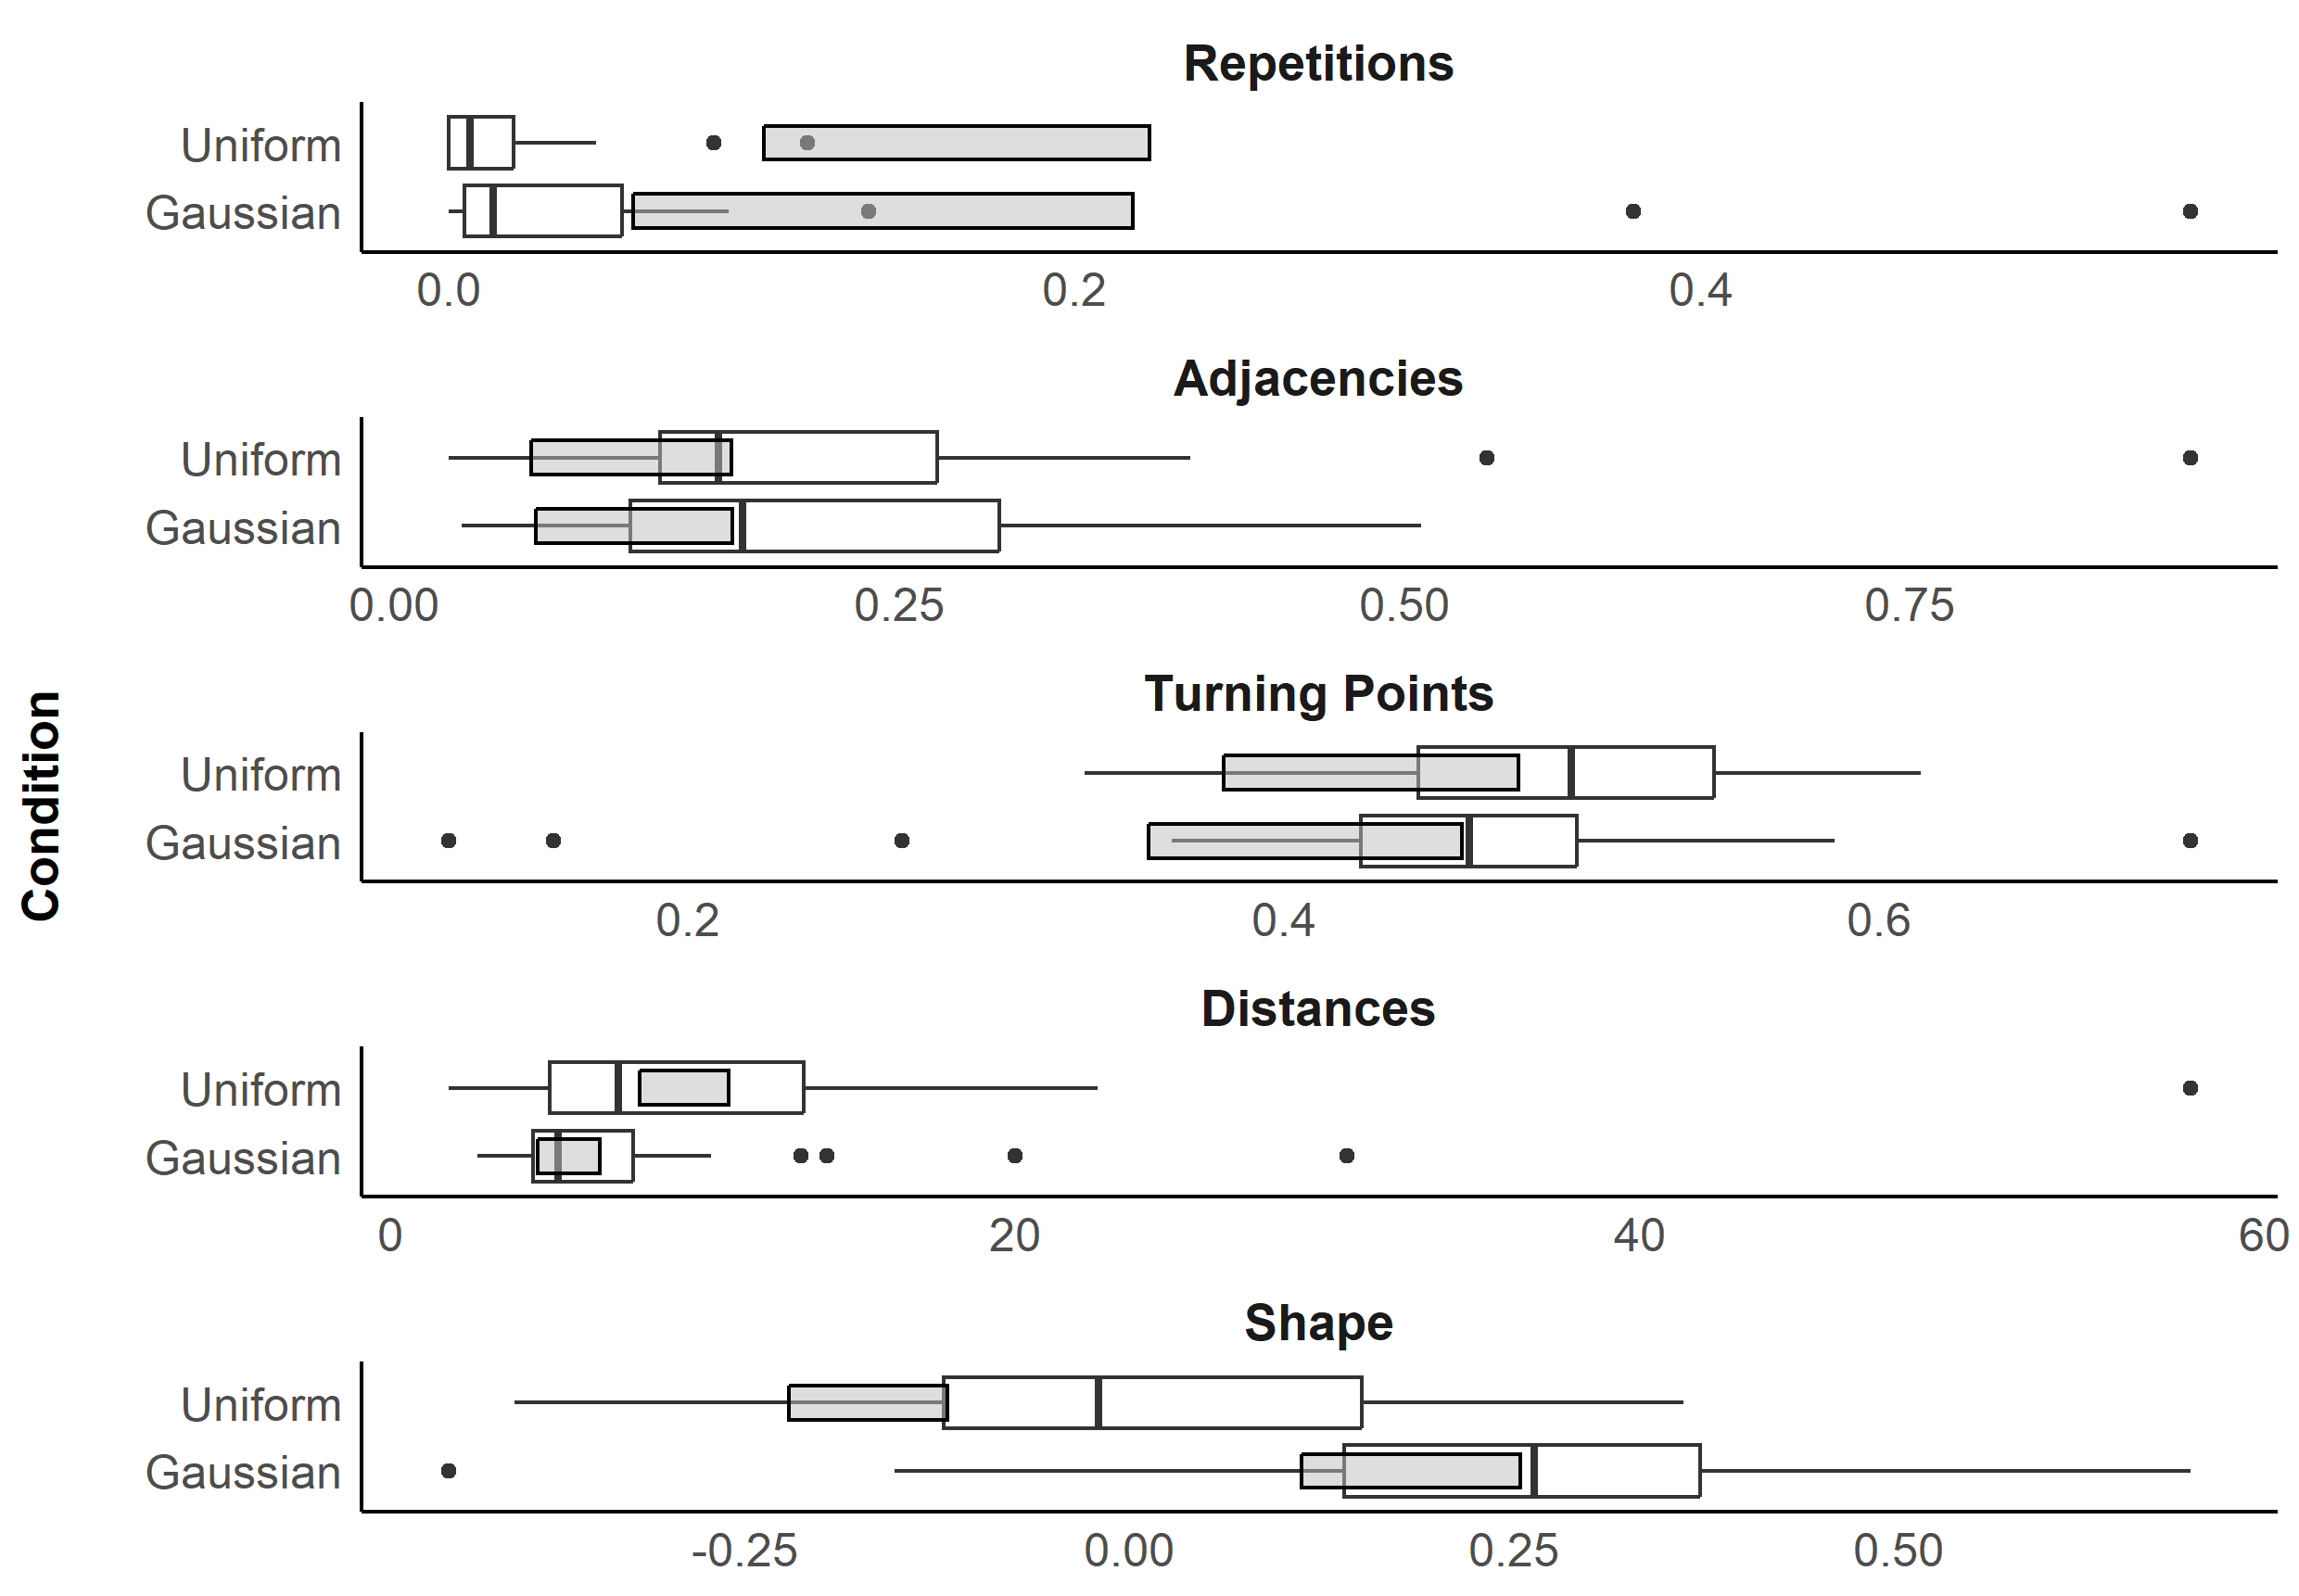 Repetitions
Uniform
Gaussian
0.0 0.2 0.4
Adjacencies
Uniform
Gaussian
0.00 0.25 0.50 0.75
Turning Points
Condition
Uniform
Gaussian
0.2 0.4 0.6
Distances
Uniform
Gaussian
0 20 40 60
Shape
Uniform
Gaussian
-0.25 0.00 0.25 0.50